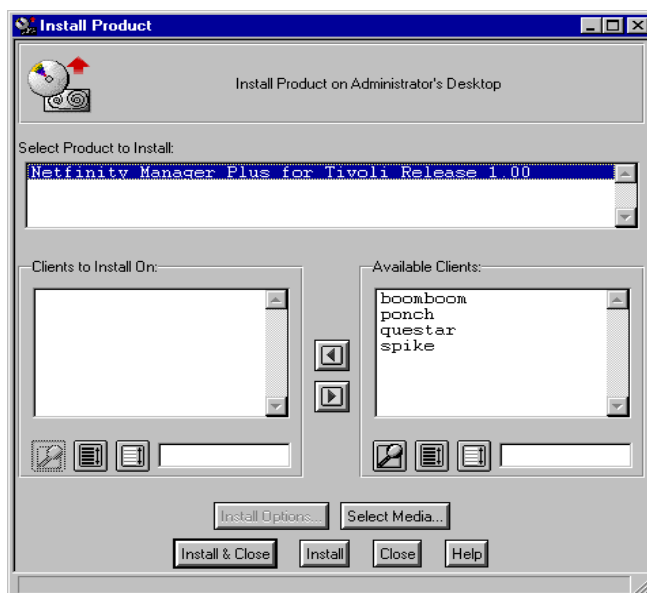 Install Product
Install Product on Administrator's Desktop
Select Product to Install:
Netfinity Manager Plus for Tivoli Release 1.00
Clients to Install On:
Available Clients:
boomboom
ponch
questar
spike
Install Options...
Select Media...
Install & Close
Install
Close
Help